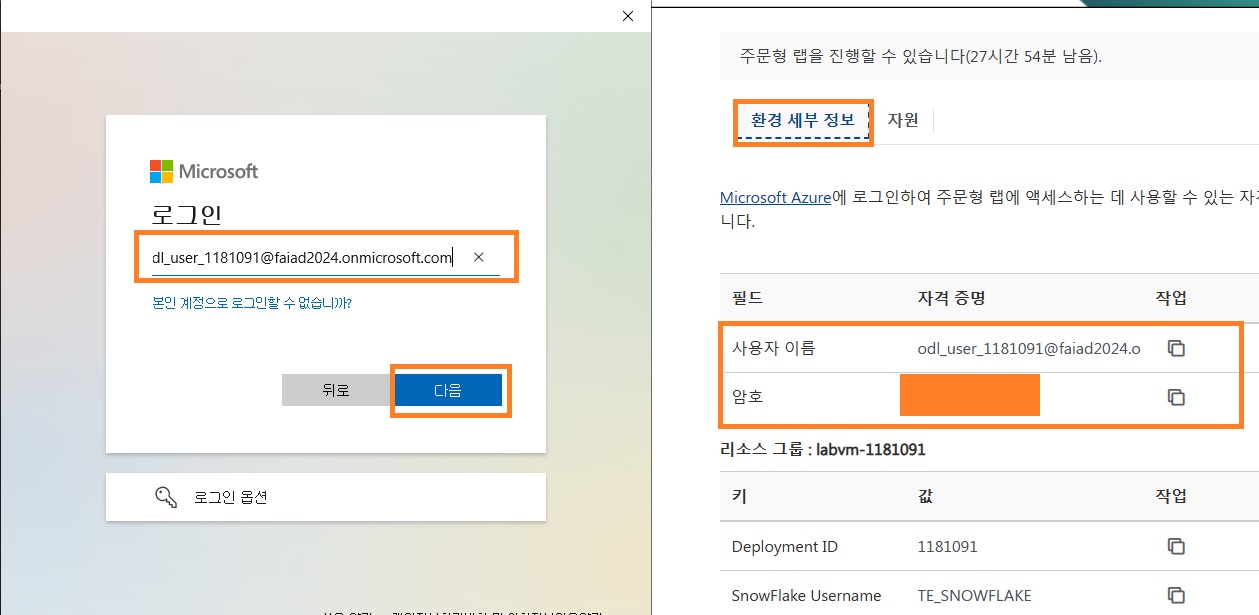 Microsoft
로그인
dl_user_1181091@faiad2024.onmicrosoft.com
본인 계정으로 로그인할 수 없습니까?
뒤로
다음
로그인 옵션
주문형 랩을 진행할 수 있습니다(27시간 54분 남음).
환경 세부 정보 자원
Microsoft Azure에 로그인하여 주문형 랩에 액세스하는 데 사용할 수 있는
니다.
필드 자격 증명 작업
사용자 이름 odl_user_1181091@faiad2024.o
암호
리소스 그룹 : labvm-1181091
키 값 작업
Deployment ID 1181091
SnowFlake Username TE_SNOWFLAKE